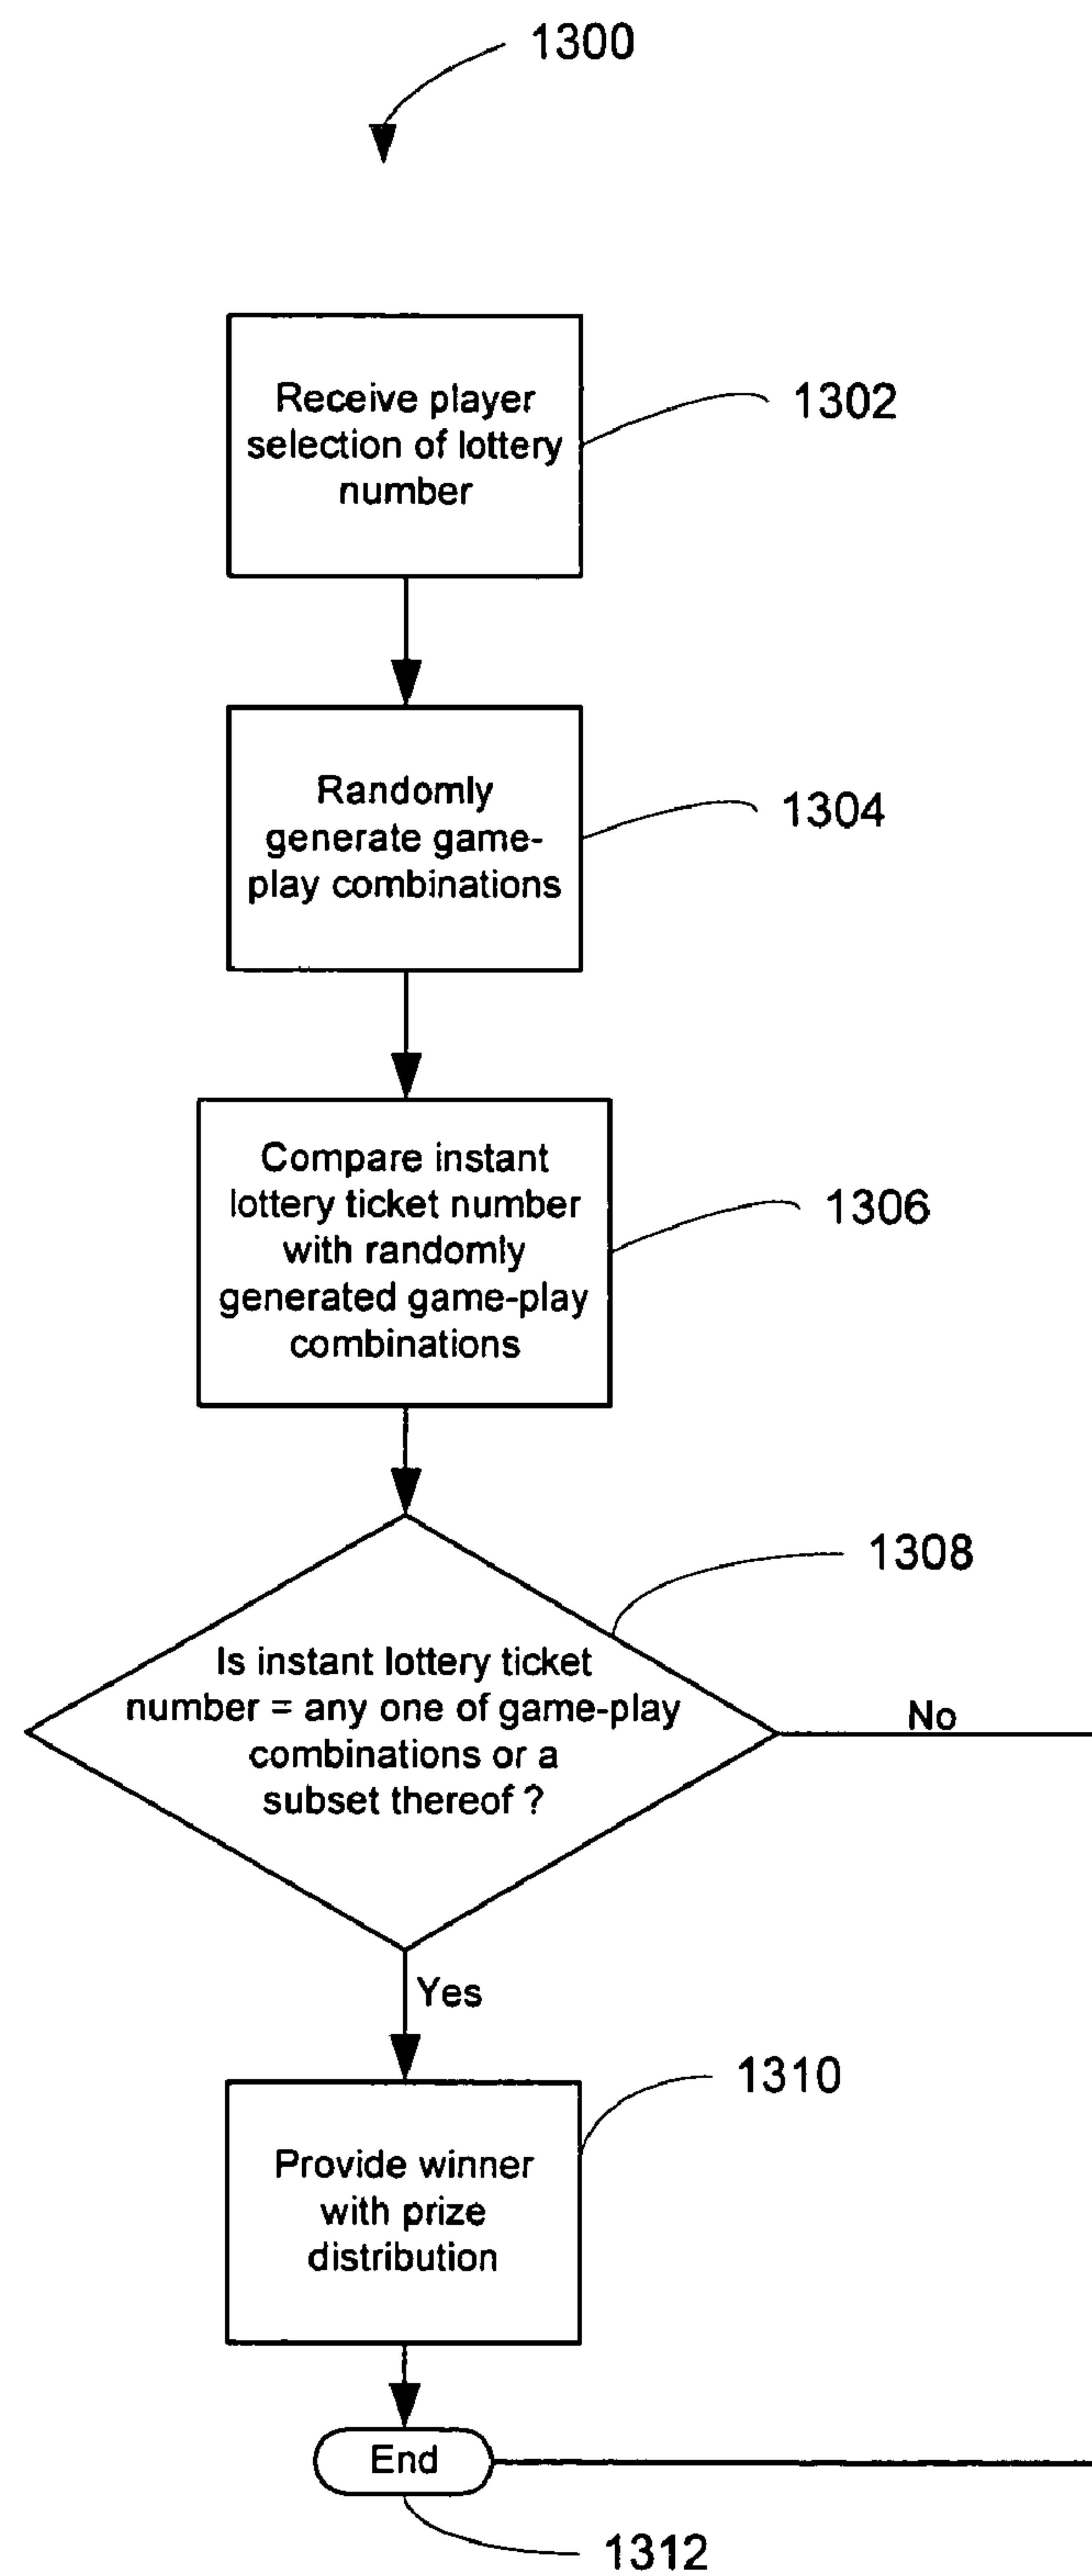 1300
Receive player
selection of lottery
number
1302
Randomly
generate game-
play combinations
1304
Compare instant
lottery ticket number
with randomly
generated game-play
combinations
1306
1308
Is instant lottery ticket
number = any one of game-play
combinations or a
subset thereof ?
No
Yes
1310
Provide winner
with prize
distribution
End
1312